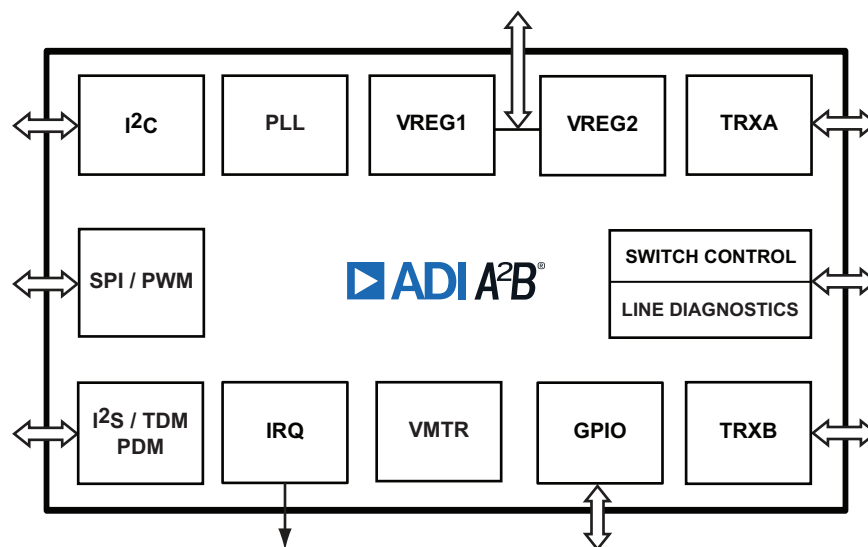 I²C
PLL
VREG1
VREG2
TRXA
SPI / PWM
ADI A²B®
SWITCH CONTROL
LINE DIAGNOSTICS
I²S / TDM
PDM
IRQ
VMTR
GPIO
TRXB